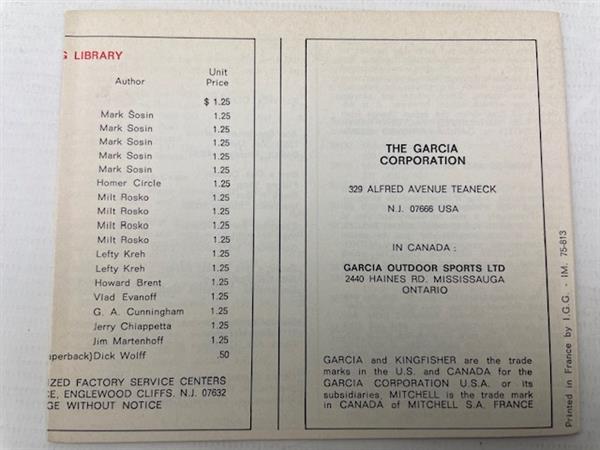 G LIBRARY
Author
Unit
Price
$ 1.25
Mark Sosin 1.25
Mark Sosin 1.25
Mark Sosin 1.25
Mark Sosin 1.25
Mark Sosin 1.25
Homer Circle 1.25
Milt Rosko 1.25
Milt Rosko 1.25
Milt Rosko 1.25
Milt Rosko 1.25
Lefty Kreh 1.25
Lefty Kreh 1.25
Howard Brent 1.25
Vlad Evanoff 1.25
G. A. Cunningham 1.25
Jerry Chiappetta 1.25
Jim Martenhoff 1.25
aperback) Dick Wolff .50
IZED FACTORY SERVICE CENTERS
CE, ENGLEWOOD CLIFFS. N.J. 07632
GE WITHOUT NOTICE
THE GARCIA
CORPORATION
329 ALFRED AVENUE TEANECK
N.J. 07666 USA
IN CANADA :
GARCIA OUTDOOR SPORTS LTD
2440 HAINES RD. MISSISSAUGA
ONTARIO
GARCIA and KINGFISHER are the trade
marks in the U.S. and CANADA for the
GARCIA CORPORATION U.S.A. or its
subsidiaries, MITCHELL is the trade mark
in CANADA of MITCHELL S.A. FRANCE
Printed in France by I.G.G. - IM. 75-813